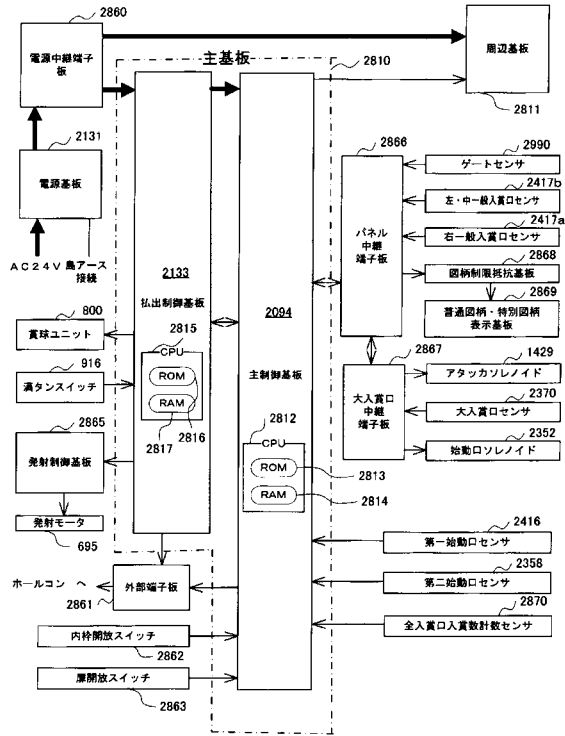 2860
電源中継端子
板
主基板
2810
周辺基板
2811
2131
電源基板
AC24V 島アース
接続
2866
パネル
中継
端子板
2990
ゲートセンサ
2417b
左・中一般入賞口センサ
2417a
右一般入賞口センサ
2868
図柄制限抵抗基板
2869
普通図柄・特別図柄
表示基板
2133
払出制御基板
2815
CPU
ROM
RAM
2816
2817
2094
主制御基板
2812
CPU
ROM
2813
RAM
2814
800
賞球ユニット
916
満タンスイッチ
2865
発射制御基板
発射モータ
695
2867
大入賞口
中継
端子板
1429
アタッカソレノイド
2370
大入賞口センサ
2352
始動口ソレノイド
2416
第一始動口センサ
2358
第二始動口センサ
2870
全入賞口入賞数計数センサ
ホールコン へ
外部端子板
2861
内枠開放スイッチ
2862
扉開放スイッチ
2863